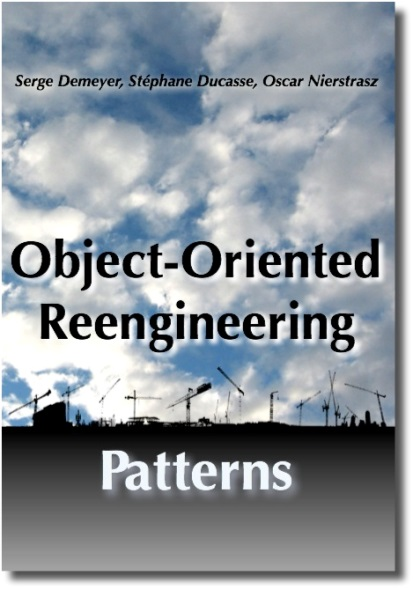 Serge Demeyer, Stéphane Ducasse, Oscar Nierstrasz
Object-Oriented
Reengineering
Patterns